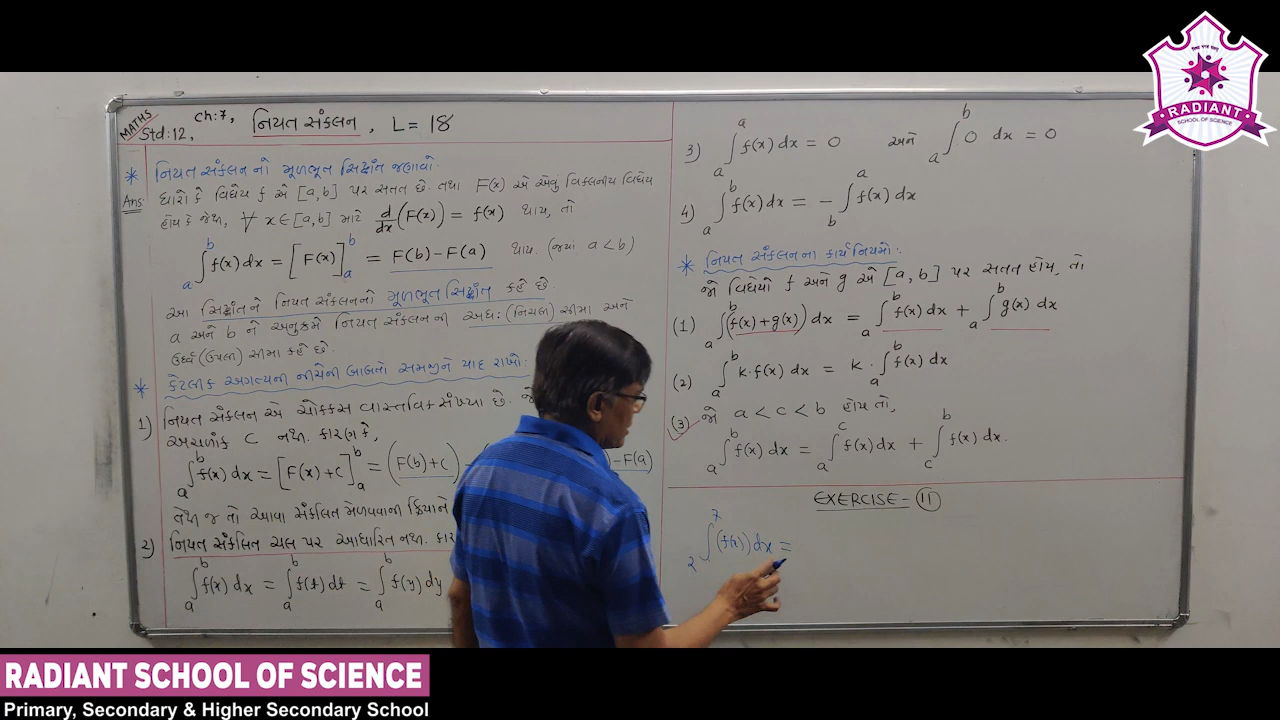 RADIANT
SCHOOL OF SCIENCE
MATHS
Std:12, ch:7, નિયત સંકલન, L = 18
* નિયત સંકલન નો મૂળભૂત સિદ્ધાંત જણાવો.
Ans: ધારો કે વિધેય f એ [a, b] પર સતત છે. તથા F(x) એ એવું વિકલનીય વિધેય
હોય કે જેથી, ∀ x ∈ [a, b] માટે d/dx (F(x)) = f(x) થાય, તો
∫_a^b f(x) dx = [F(x)]_a^b = F(b) – F(a) થાય. (જ્યાં a < b)
આ સિદ્ધાંતને નિયત સંકલનનો મૂળભૂત સિદ્ધાંત કહે છે.
a અને b ને અનુક્રમે નિયત સંકલનની અધઃ (નિચલી) સીમા અને
ઉર્ધ્વ (ઉપલી) સીમા કહે છે.
* કેટલીક અગત્યની નીચેની બાબતો સમજીને યાદ રાખો:
1) નિયત સંકલન એ ચોક્કસ વાસ્તવિક સંખ્યા છે.
અચળાંક C નથી. કારણ કે,
∫_a^b f(x) dx = [F(x) + C]_a^b = (F(b) + C) – F(a)
તેથી જ તો આવા સંકલિત મેળવવાની ક્રિયાને
2) નિયત સંકલિત ચલ પર આધારિત નથી.
∫_a^b f(x) dx = ∫_a^b f(t) dt = ∫_a^b f(y) dy
3) ∫_a^a f(x) dx = 0 અને ∫_a^b 0 dx = 0
4) ∫_a^b f(x) dx = – ∫_b^a f(x) dx
* નિયત સંકલનના કાર્ય નિયમો:
જો વિધેયો f અને g એ [a, b] પર સતત હોય, તો
(1) ∫_a^b (f(x) + g(x)) dx = ∫_a^b f(x) dx + ∫_a^b g(x) dx
(2) ∫_a^b k·f(x) dx = k · ∫_a^b f(x) dx
(3) જો a < c < b હોય તો,
∫_a^b f(x) dx = ∫_a^c f(x) dx + ∫_c^b f(x) dx.
EXERCISE – 11
∫_2^7 (f(x)) dx =
RADIANT SCHOOL OF SCIENCE
Primary, Secondary & Higher Secondary School